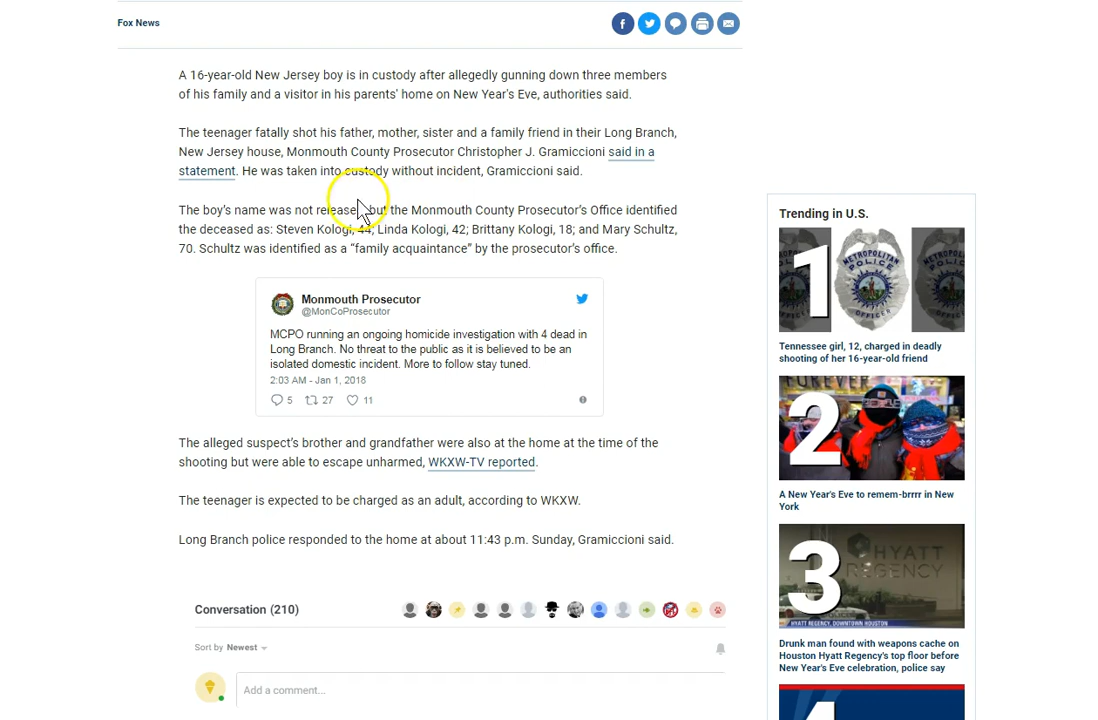 Fox News
A 16-year-old New Jersey boy is in custody after allegedly gunning down three members
of his family and a visitor in his parents' home on New Year's Eve, authorities said.
The teenager fatally shot his father, mother, sister and a family friend in their Long Branch,
New Jersey house, Monmouth County Prosecutor Christopher J. Gramiccioni said in a
statement. He was taken into custody without incident, Gramiccioni said.
The boy's name was not released but the Monmouth County Prosecutor's Office identified
the deceased as: Steven Kologi, 44; Linda Kologi, 42; Brittany Kologi, 18; and Mary Schultz,
70. Schultz was identified as a “family acquaintance” by the prosecutor's office.
Monmouth Prosecutor
@MonCoProsecutor
MCPO running an ongoing homicide investigation with 4 dead in
Long Branch. No threat to the public as it is believed to be an
isolated domestic incident. More to follow stay tuned.
2:03 AM - Jan 1, 2018
5 27 11
The alleged suspect's brother and grandfather were also at the home at the time of the
shooting but were able to escape unharmed, WKXW-TV reported.
The teenager is expected to be charged as an adult, according to WKXW.
Long Branch police responded to the home at about 11:43 p.m. Sunday, Gramiccioni said.
Conversation (210)
Sort by Newest
Add a comment...
Trending in U.S.
1
METROPOLITAN
POLICE
OFFICER
Tennessee girl, 12, charged in deadly
shooting of her 16-year-old friend
FOREVER
2
A New Year's Eve to remem-brrrr in New
York
3
HYATT
REGENCY
HYATT REGENCY, DOWNTOWN HOUSTON
Drunk man found with weapons cache on
Houston Hyatt Regency's top floor before
New Year's Eve celebration, police say